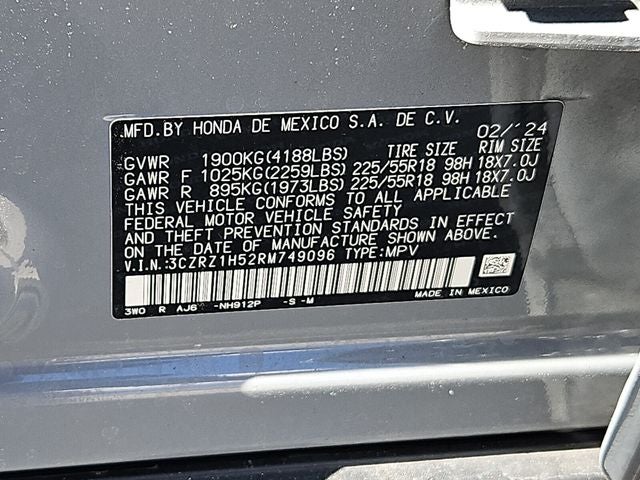 MFD.BY HONDA DE MEXICO S.A. DE C.V. 02/'24
TIRE SIZE RIM SIZE
GVWR 1900KG(4188LBS)
GAWR F 1025KG(2259LBS) 225/55R18 98H 18X7.0J
GAWR R 895KG(1973LBS) 225/55R18 98H 18X7.0J
THIS VEHICLE CONFORMS TO ALL APPLICABLE
FEDERAL MOTOR VEHICLE SAFETY
AND THEFT PREVENTION STANDARDS IN EFFECT
ON THE DATE OF MANUFACTURE SHOWN ABOVE.
V.I.N.:3CZRZ1H52RM749096 TYPE:MPV
3W0 R AJ6 -NH912P -S -M MADE IN MEXICO